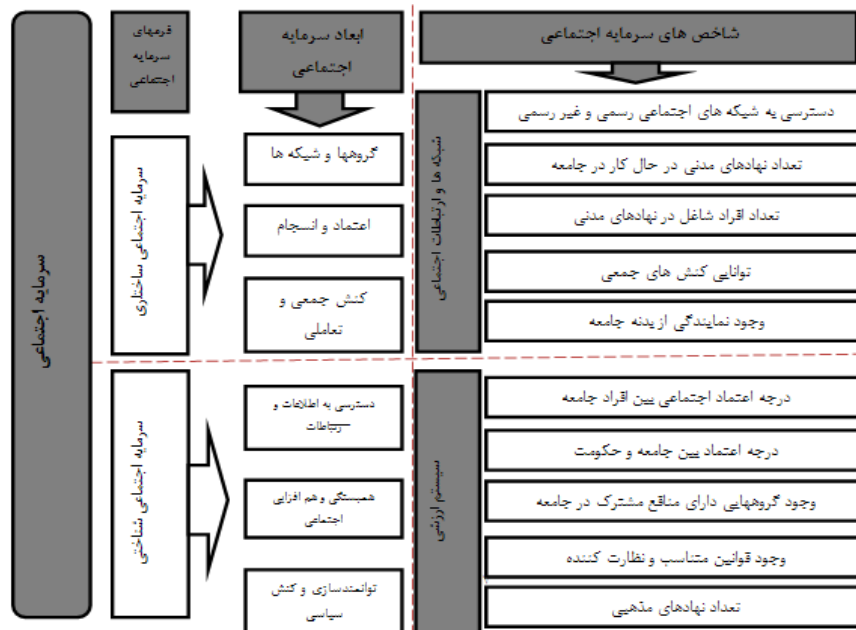 شاخص های سرمایه اجتماعی
دسترسی به شبکه های اجتماعی رسمی و غیر رسمی
تعداد نهادهای مدنی در حال کار در جامعه
تعداد افراد شاغل در نهادهای مدنی
توانایی کنش های جمعی
وجود نمایندگی از بدنه جامعه
شبکه ها و ارتباطات اجتماعی
درجه اعتماد اجتماعی بین افراد جامعه
درجه اعتماد بین جامعه و حکومت
وجود گروههایی دارای منافع مشترک در جامعه
وجود قوانین متناسب و نظارت کننده
تعداد نهادهای مذهبی
سیستم ارزشی
ابعاد سرمایه
اجتماعی
گروهها و شبکه ها
اعتماد و انسجام
کنش جمعی و
تعاملی
دسترسی به اطلاعات و
ارتباطات
همبستگی و هم افزایی
اجتماعی
توانمندسازی و کنش
سیاسی
فرمهای
سرمایه
اجتماعی
سرمایه اجتماعی ساختاری
سرمایه اجتماعی شناختی
سرمایه اجتماعی